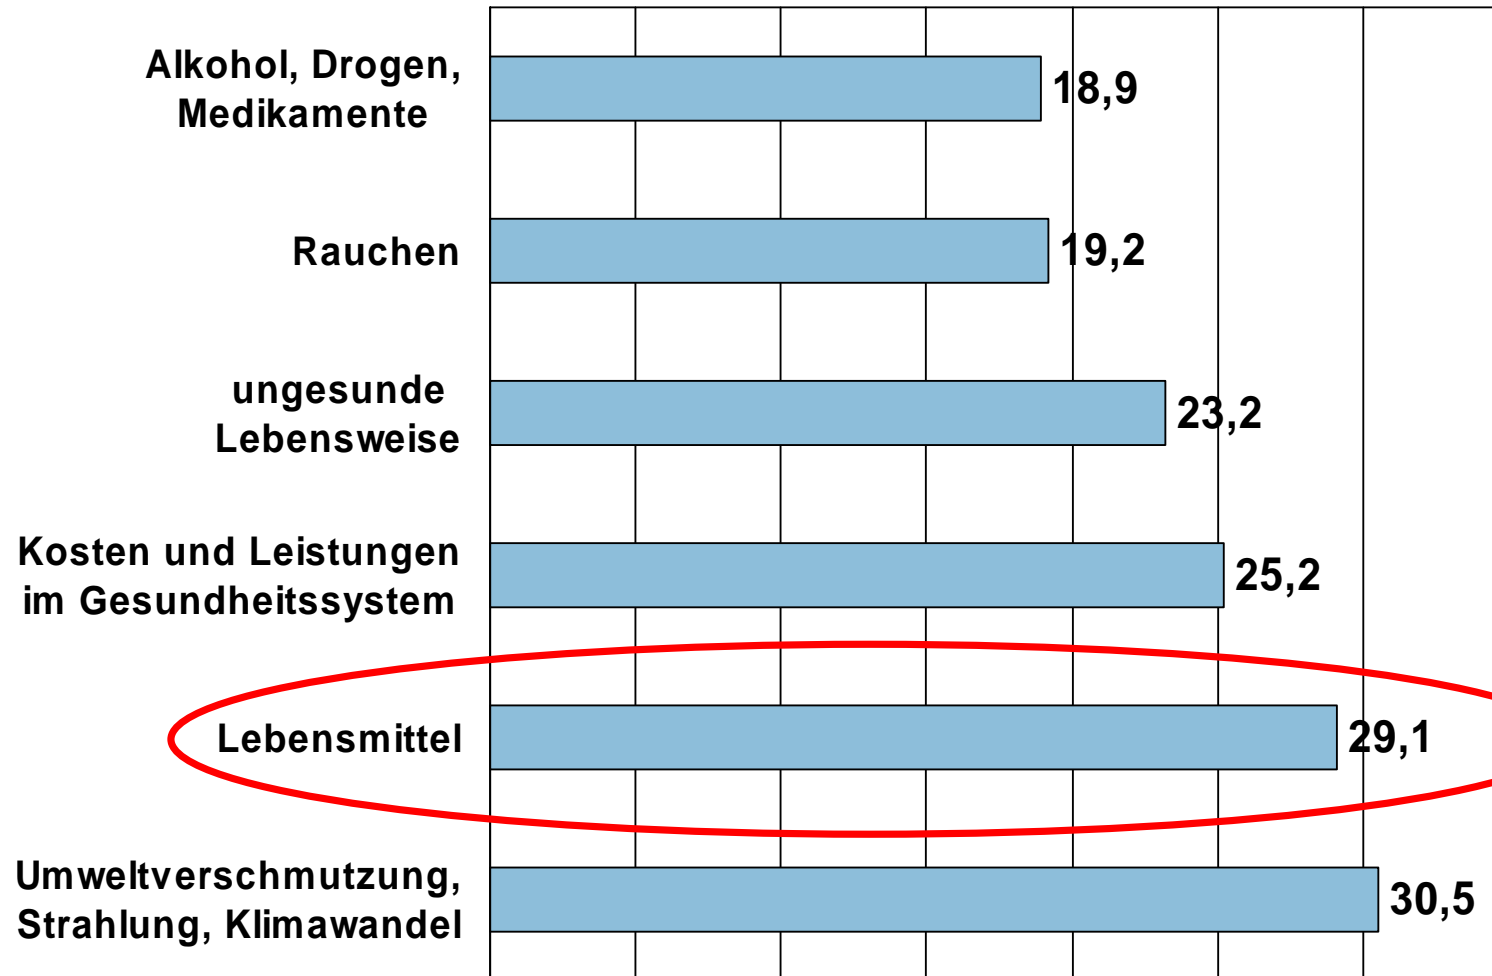 Alkohol, Drogen,
Medikamente
18,9
Rauchen
19,2
ungesunde
Lebensweise
23,2
Kosten und Leistungen
im Gesundheitssystem
25,2
Lebensmittel
29,1
Umweltverschmutzung,
Strahlung, Klimawandel
30,5